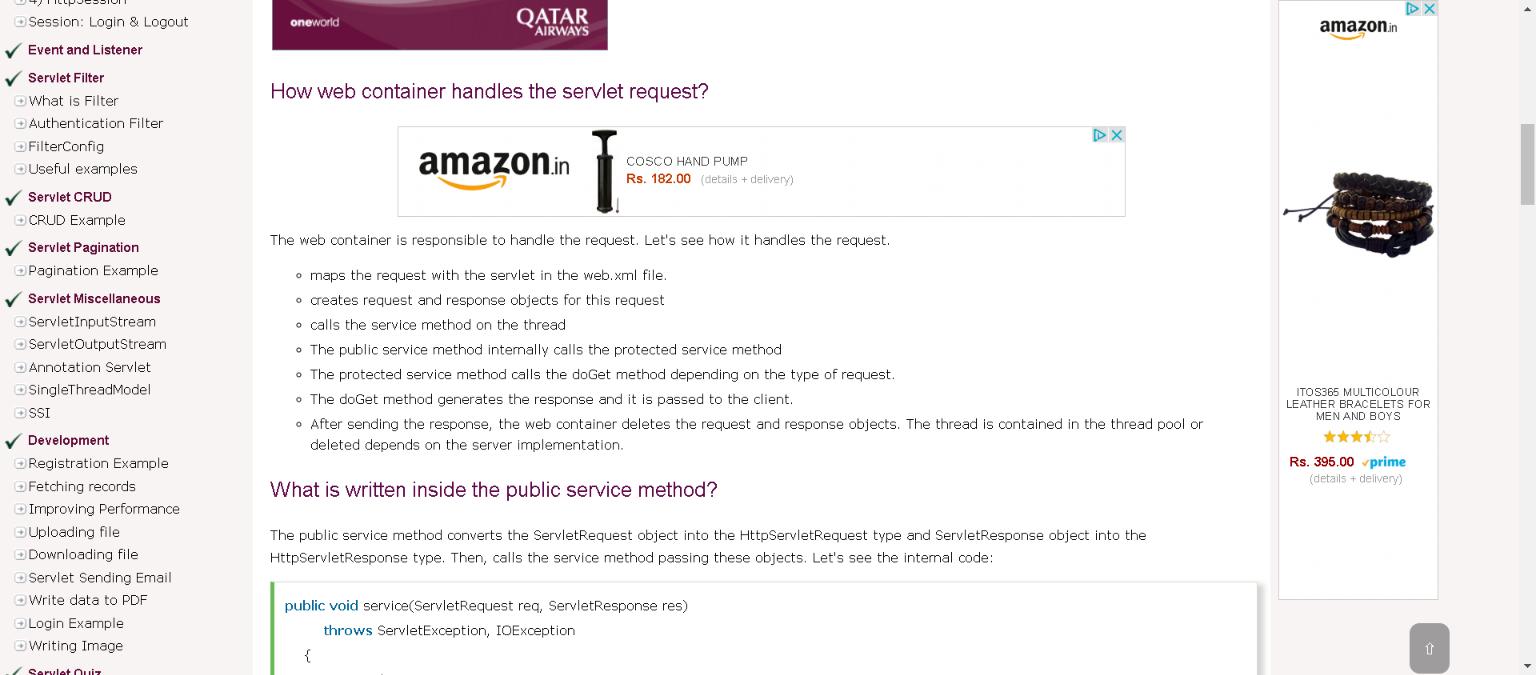 4) HttpSession
Session: Login & Logout
Event and Listener
Servlet Filter
What is Filter
Authentication Filter
FilterConfig
Useful examples
Servlet CRUD
CRUD Example
Servlet Pagination
Pagination Example
Servlet Miscellaneous
ServletInputStream
ServletOutputStream
Annotation Servlet
SingleThreadModel
SSI
Development
Registration Example
Fetching records
Improving Performance
Uploading file
Downloading file
Servlet Sending Email
Write data to PDF
Login Example
Writing Image
Servlet Quiz
oneworld
QATAR
AIRWAYS
How web container handles the servlet request?
amazon.in
COSCO HAND PUMP
Rs. 182.00 (details + delivery)
The web container is responsible to handle the request. Let's see how it handles the request.
maps the request with the servlet in the web.xml file.
creates request and response objects for this request
calls the service method on the thread
The public service method internally calls the protected service method
The protected service method calls the doGet method depending on the type of request.
The doGet method generates the response and it is passed to the client.
After sending the response, the web container deletes the request and response objects. The thread is contained in the thread pool or
deleted depends on the server implementation.
What is written inside the public service method?
The public service method converts the ServletRequest object into the HttpServletRequest type and ServletResponse object into the
HttpServletResponse type. Then, calls the service method passing these objects. Let's see the internal code:
public void service(ServletRequest req, ServletResponse res)
throws ServletException, IOException
{
amazon.in
ITOS365 MULTICOLOUR
LEATHER BRACELETS FOR
MEN AND BOYS
Rs. 395.00 prime
(details + delivery)